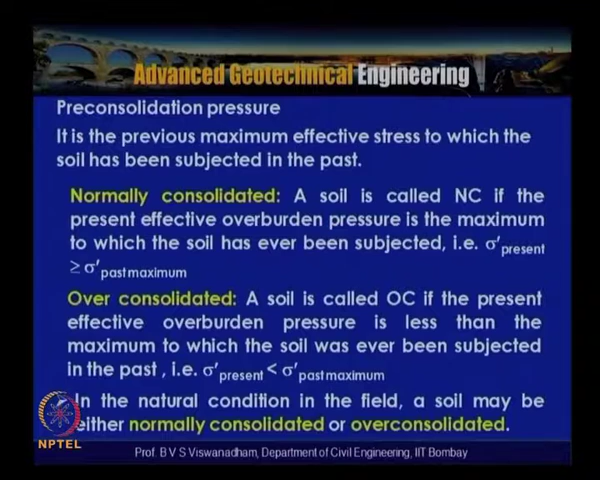 Advanced Geotechnical Engineering
Preconsolidation pressure
It is the previous maximum effective stress to which the
soil has been subjected in the past.
Normally consolidated: A soil is called NC if the
present effective overburden pressure is the maximum
to which the soil has ever been subjected, i.e. σ′present
≥ σ′past maximum
Over consolidated: A soil is called OC if the present
effective overburden pressure is less than the
maximum to which the soil was ever been subjected
in the past , i.e. σ′present < σ′past maximum
In the natural condition in the field, a soil may be
either normally consolidated or overconsolidated.
NPTEL
Prof. B V S Viswanadham, Department of Civil Engineering, IIT Bombay